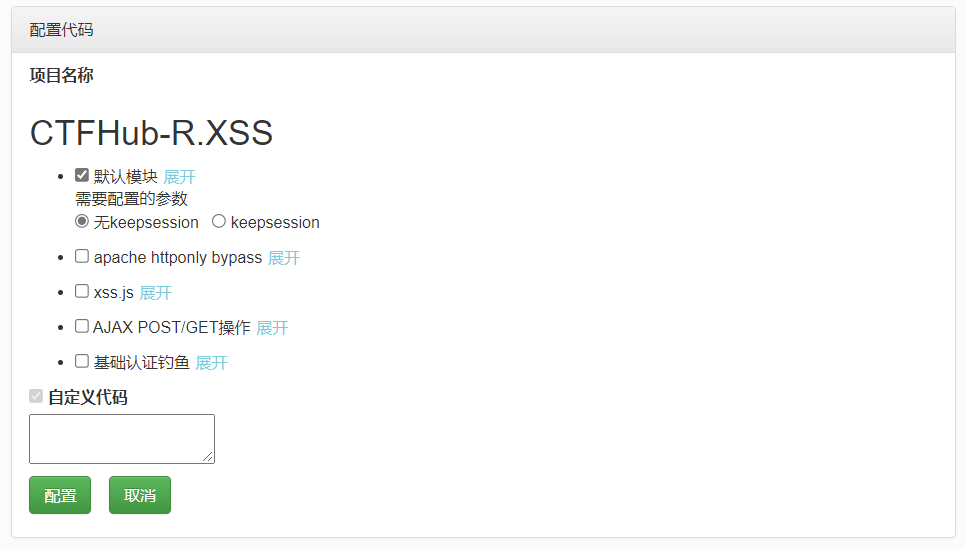 配置代码
项目名称
CTFHub-R.XSS
默认模块 展开
需要配置的参数
无keepsession keepsession
apache httponly bypass 展开
xss.js 展开
AJAX POST/GET操作 展开
基础认证钓鱼 展开
自定义代码
配置 取消